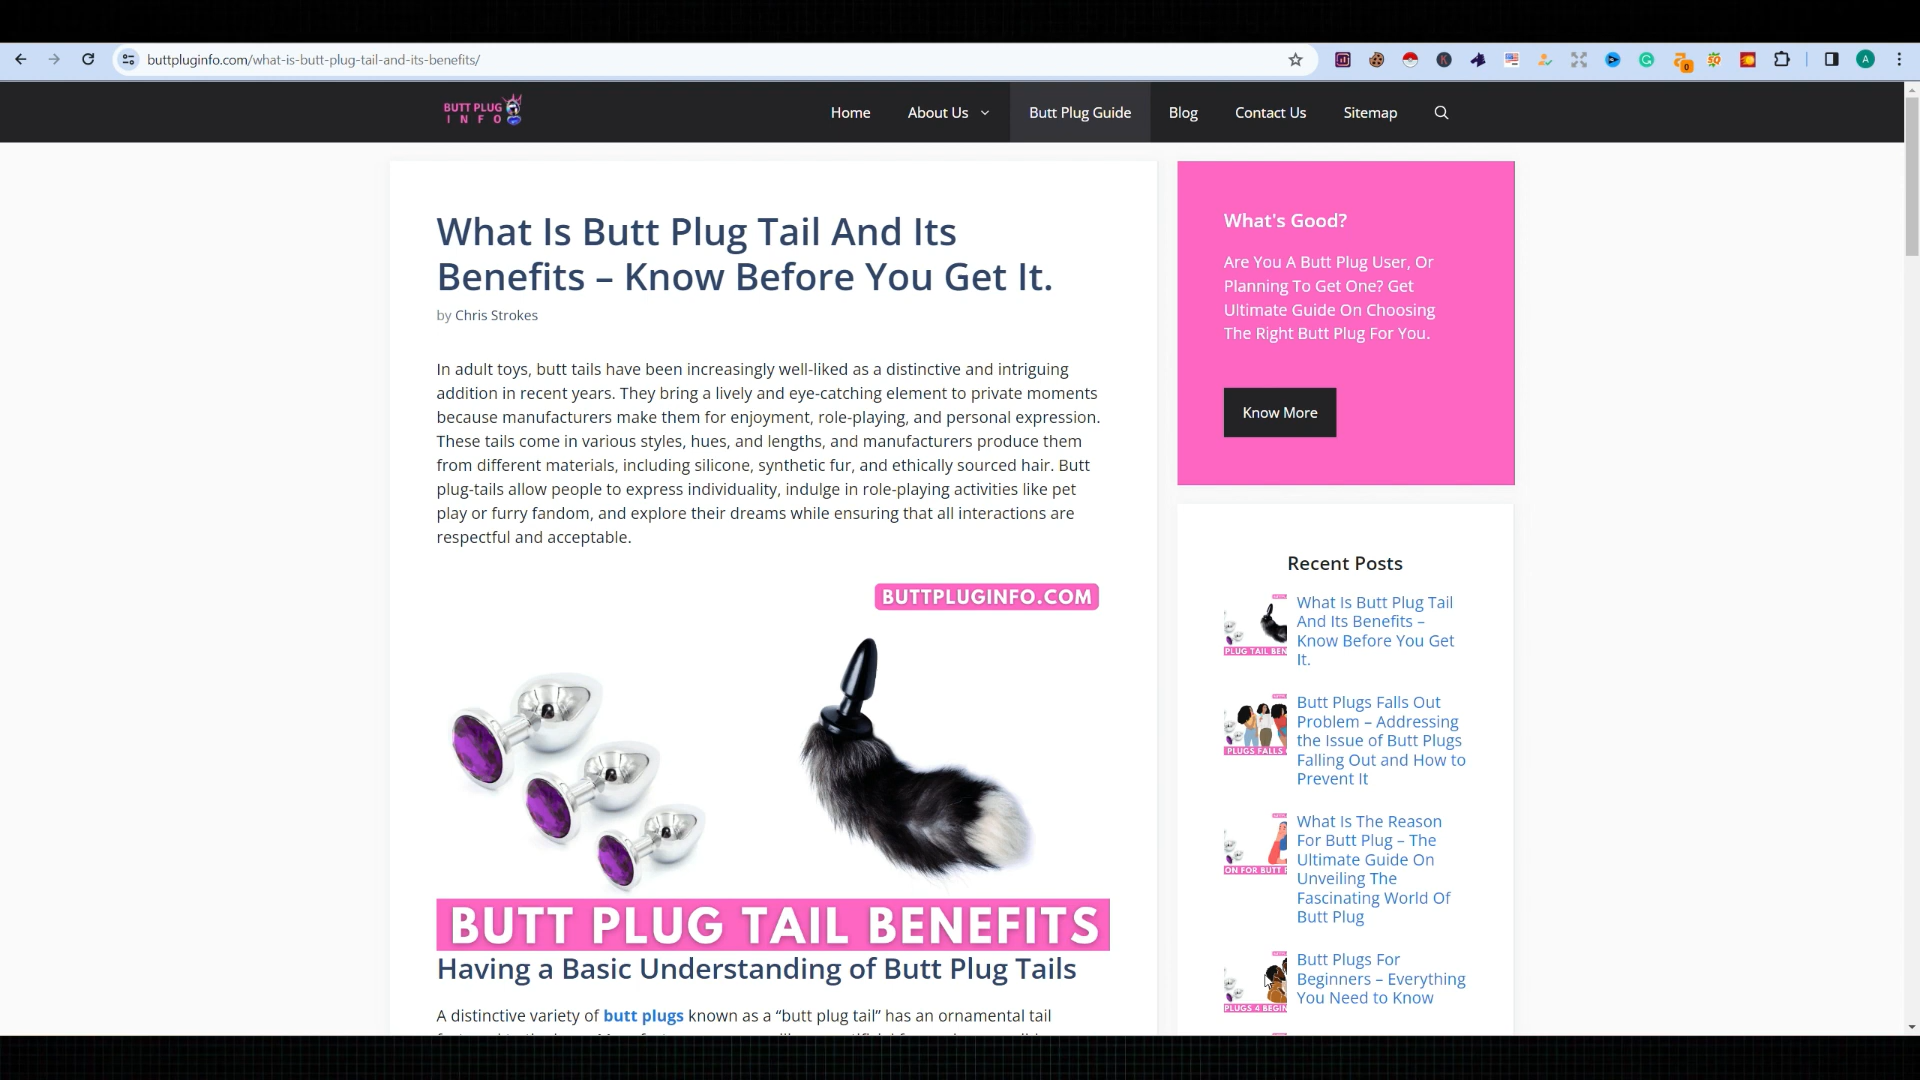 buttpluginfo.com/what-is-butt-plug-tail-and-its-benefits/
BUTT PLUG
INFO
Home
About Us
Butt Plug Guide
Blog
Contact Us
Sitemap
What Is Butt Plug Tail And Its
Benefits – Know Before You Get It.
by Chris Strokes
In adult toys, butt tails have been increasingly well-liked as a distinctive and intriguing
addition in recent years. They bring a lively and eye-catching element to private moments
because manufacturers make them for enjoyment, role-playing, and personal expression.
These tails come in various styles, hues, and lengths, and manufacturers produce them
from different materials, including silicone, synthetic fur, and ethically sourced hair. Butt
plug-tails allow people to express individuality, indulge in role-playing activities like pet
play or furry fandom, and explore their dreams while ensuring that all interactions are
respectful and acceptable.
BUTTPLUGINFO.COM
BUTT PLUG TAIL BENEFITS
Having a Basic Understanding of Butt Plug Tails
A distinctive variety of butt plugs known as a “butt plug tail” has an ornamental tail
What's Good?
Are You A Butt Plug User, Or
Planning To Get One? Get
Ultimate Guide On Choosing
The Right Butt Plug For You.
Know More
Recent Posts
What Is Butt Plug Tail
And Its Benefits –
Know Before You Get
It.
PLUG TAIL BEN
Butt Plugs Falls Out
Problem – Addressing
the Issue of Butt Plugs
Falling Out and How to
Prevent It
PLUGS FALLS
What Is The Reason
For Butt Plug – The
Ultimate Guide On
Unveiling The
Fascinating World Of
Butt Plug
ON FOR BUTT
Butt Plugs For
Beginners – Everything
You Need to Know
PLUGS 4 BEGIN